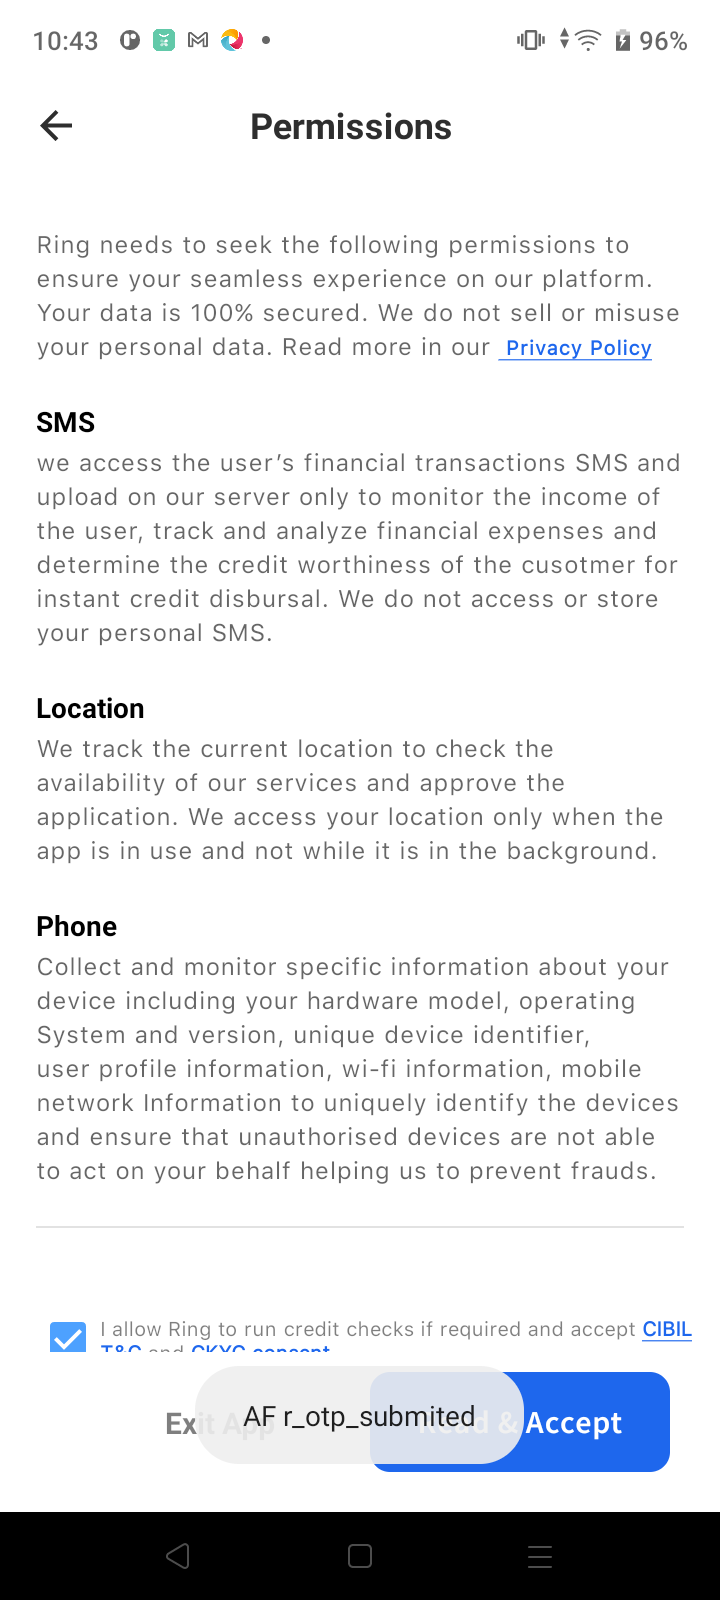 10:43
96%
Permissions
Ring needs to seek the following permissions to
ensure your seamless experience on our platform.
Your data is 100% secured. We do not sell or misuse
your personal data. Read more in our Privacy Policy
SMS
we access the user’s financial transactions SMS and
upload on our server only to monitor the income of
the user, track and analyze financial expenses and
determine the credit worthiness of the cusotmer for
instant credit disbursal. We do not access or store
your personal SMS.
Location
We track the current location to check the
availability of our services and approve the
application. We access your location only when the
app is in use and not while it is in the background.
Phone
Collect and monitor specific information about your
device including your hardware model, operating
System and version, unique device identifier,
user profile information, wi-fi information, mobile
network Information to uniquely identify the devices
and ensure that unauthorised devices are not able
to act on your behalf helping us to prevent frauds.
I allow Ring to run credit checks if required and accept CIBIL
T&C and CKYC consent
Exit App
Read & Accept
AF r_otp_submited